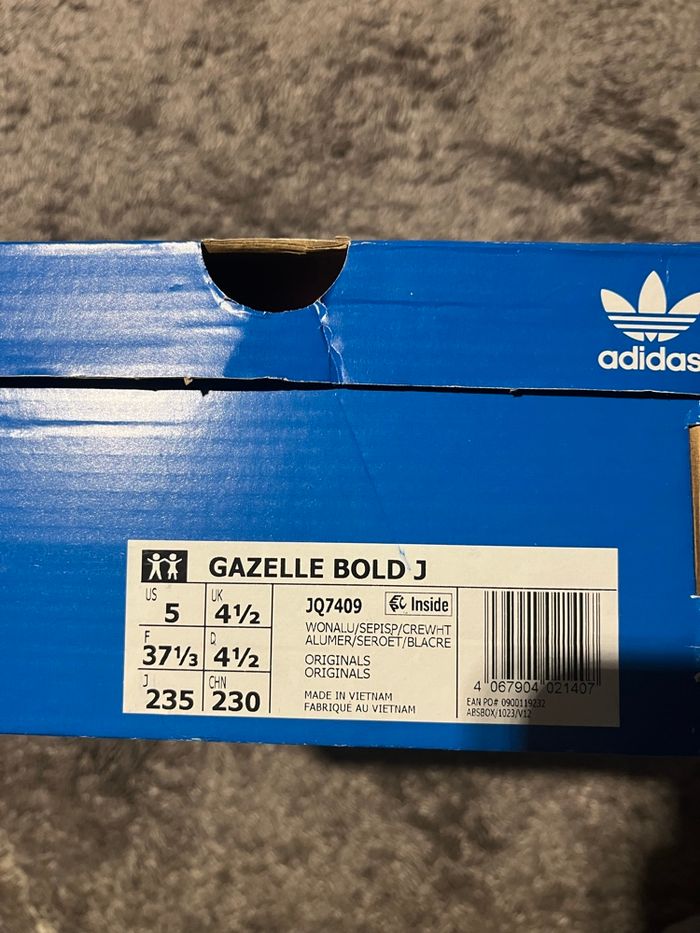 adidas
GAZELLE BOLD J
US
5
UK
4½
F
37⅓
D
4½
J
235
CHN
230
JQ7409
Inside
WONALU/SEPISP/CREWHT
ALUMER/SEROET/BLACRE
ORIGINALS
ORIGINALS
MADE IN VIETNAM
FABRIQUÉ AU VIETNAM
4 067904 021407
EAN PO# 0900119232
ABSBOX/1023/V12